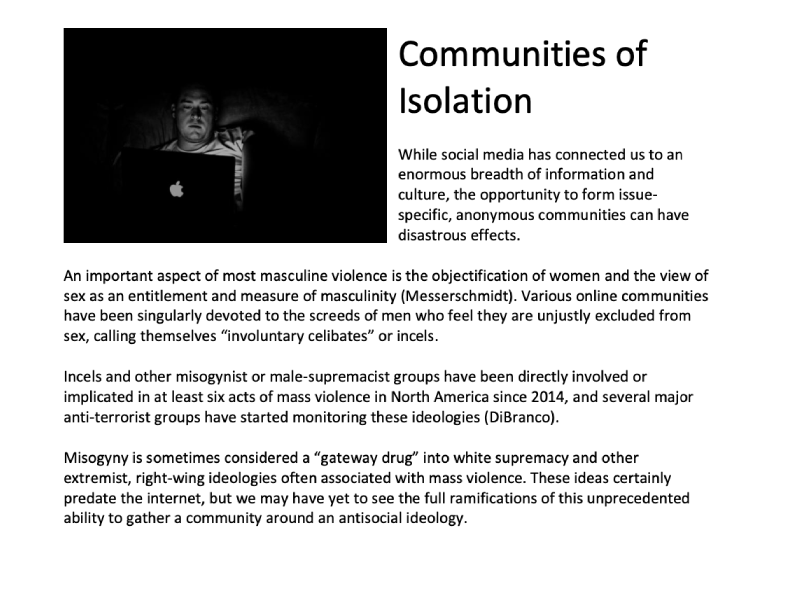 Communities of
Isolation
While social media has connected us to an
enormous breadth of information and
culture, the opportunity to form issue-
specific, anonymous communities can have
disastrous effects.
An important aspect of most masculine violence is the objectification of women and the view of
sex as an entitlement and measure of masculinity (Messerschmidt). Various online communities
have been singularly devoted to the screeds of men who feel they are unjustly excluded from
sex, calling themselves “involuntary celibates” or incels.
Incels and other misogynist or male-supremacist groups have been directly involved or
implicated in at least six acts of mass violence in North America since 2014, and several major
anti-terrorist groups have started monitoring these ideologies (DiBranco).
Misogyny is sometimes considered a “gateway drug” into white supremacy and other
extremist, right-wing ideologies often associated with mass violence. These ideas certainly
predate the internet, but we may have yet to see the full ramifications of this unprecedented
ability to gather a community around an antisocial ideology.